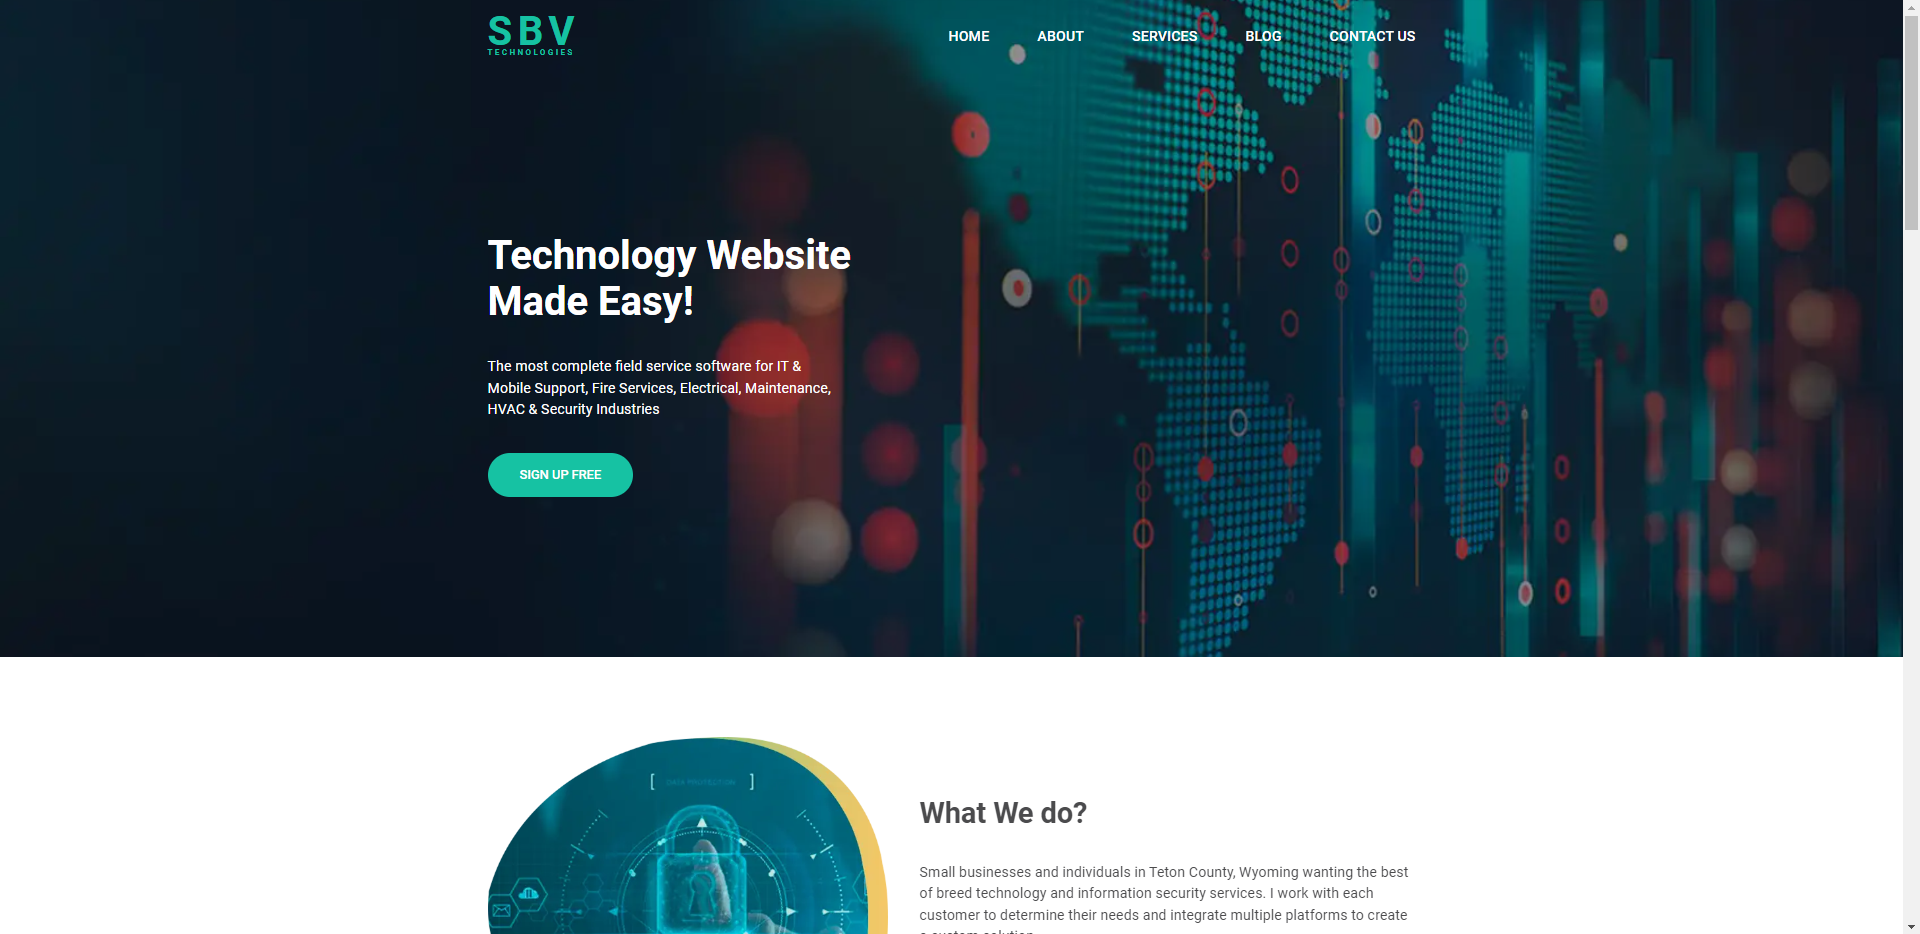 SBV
TECHNOLOGIES
HOME ABOUT SERVICES BLOG CONTACT US
Technology Website
Made Easy!
The most complete field service software for IT &
Mobile Support, Fire Services, Electrical, Maintenance,
HVAC & Security Industries
SIGN UP FREE
[ DATA PROTECTION ]
What We do?
Small businesses and individuals in Teton County, Wyoming wanting the best
of breed technology and information security services. I work with each
customer to determine their needs and integrate multiple platforms to create